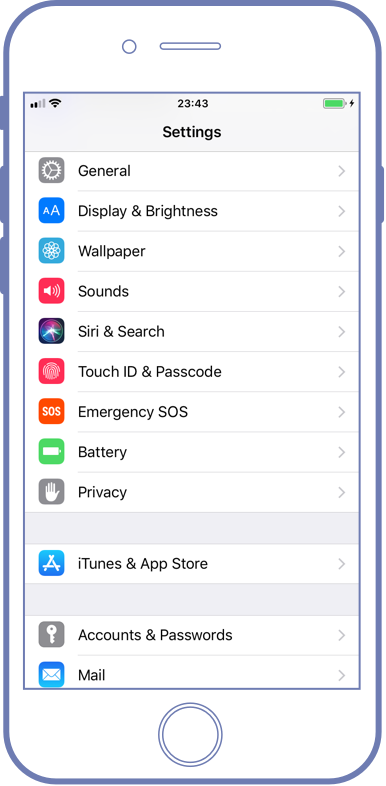 23:43
Settings
General
AA Display & Brightness
Wallpaper
Sounds
Siri & Search
Touch ID & Passcode
SOS Emergency SOS
Battery
Privacy
iTunes & App Store
Accounts & Passwords
Mail